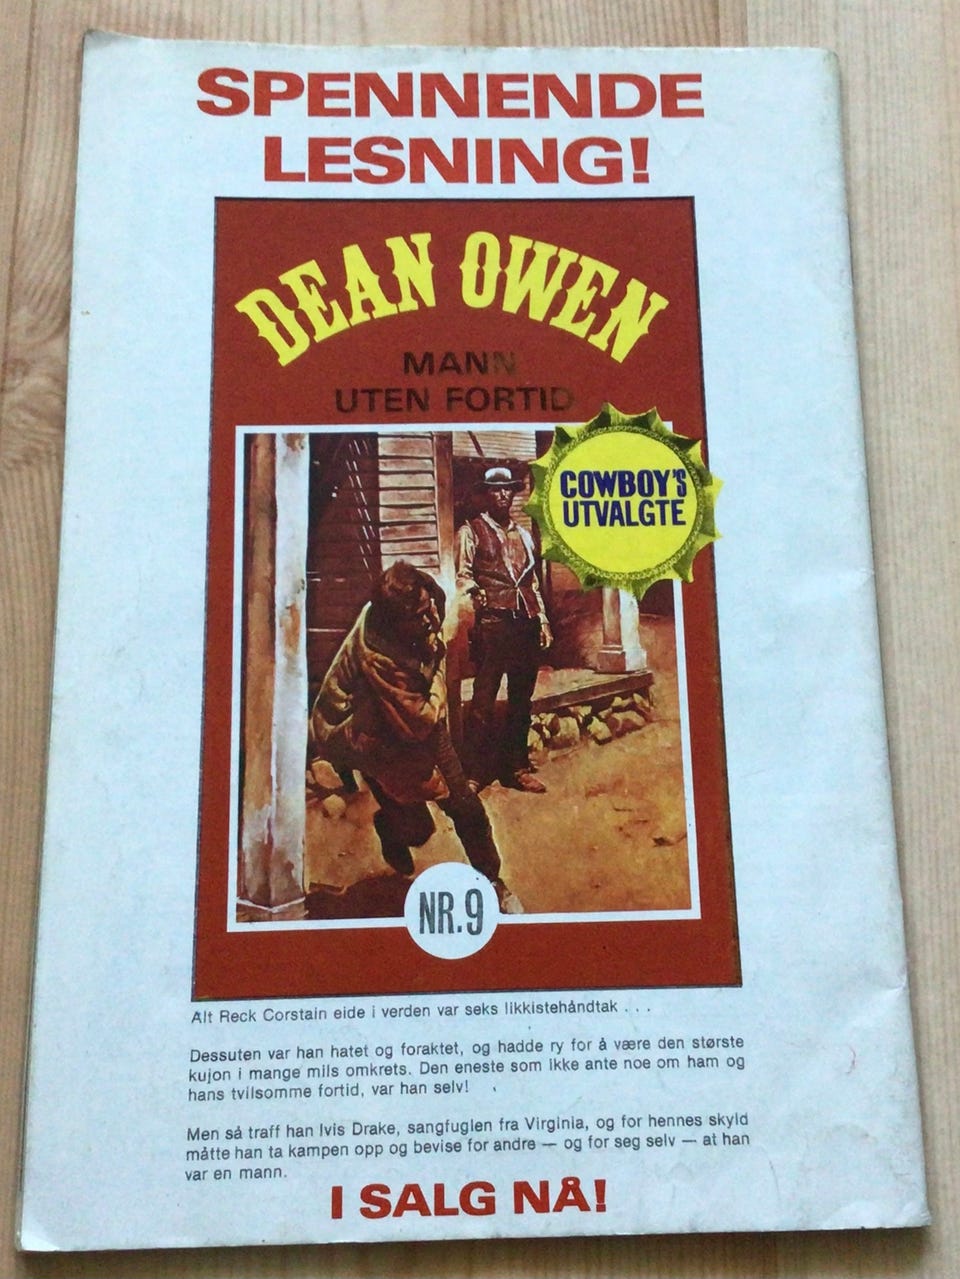 SPENNENDE
LESNING!
DEAN OWEN
MANN
UTEN FORTID
COWBOY'S
UTVALGTE
NR.9
Alt Reck Corstain eide i verden var seks likkistehåndtak . . .
Dessuten var han hatet og foraktet, og hadde ry for å være den største
kujon i mange mils omkrets. Den eneste som ikke ante noe om ham og
hans tvilsomme fortid, var han selv!
Men så traff han Ivis Drake, sangfuglen fra Virginia, og for hennes skyld
måtte han ta kampen opp og bevise for andre — og for seg selv — at han
var en mann.
I SALG NÅ!